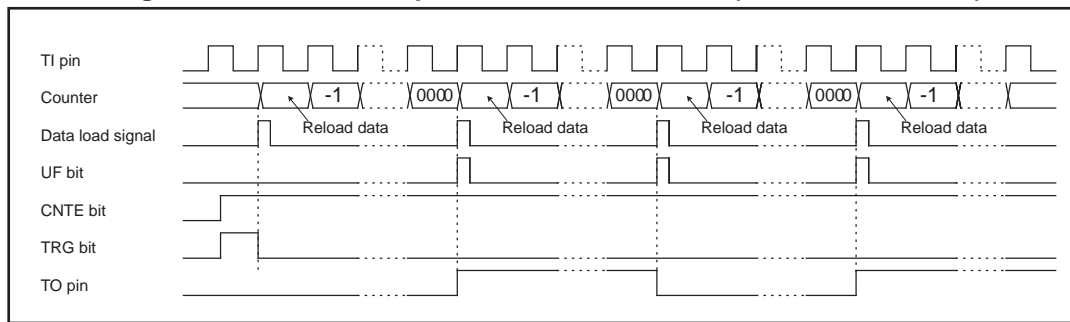 TI pin
Counter
-1 0000 -1 0000 -1 0000 -1
Reload data Reload data Reload data Reload data
Data load signal
UF bit
CNTE bit
TRG bit
TO pin